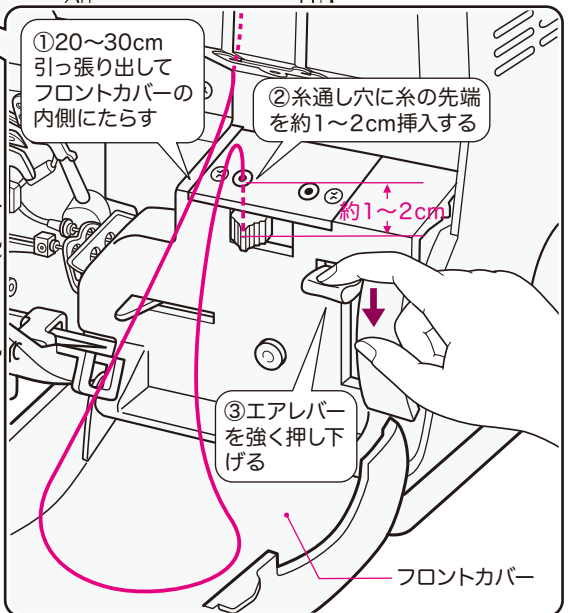 ①20～30cm
引っ張り出して
フロントカバーの
内側にたらす
②糸通し穴に糸の先端
を約1～2cm挿入する
約1～2cm
③エアレバー
を強く押し下
げる
フロントカバー